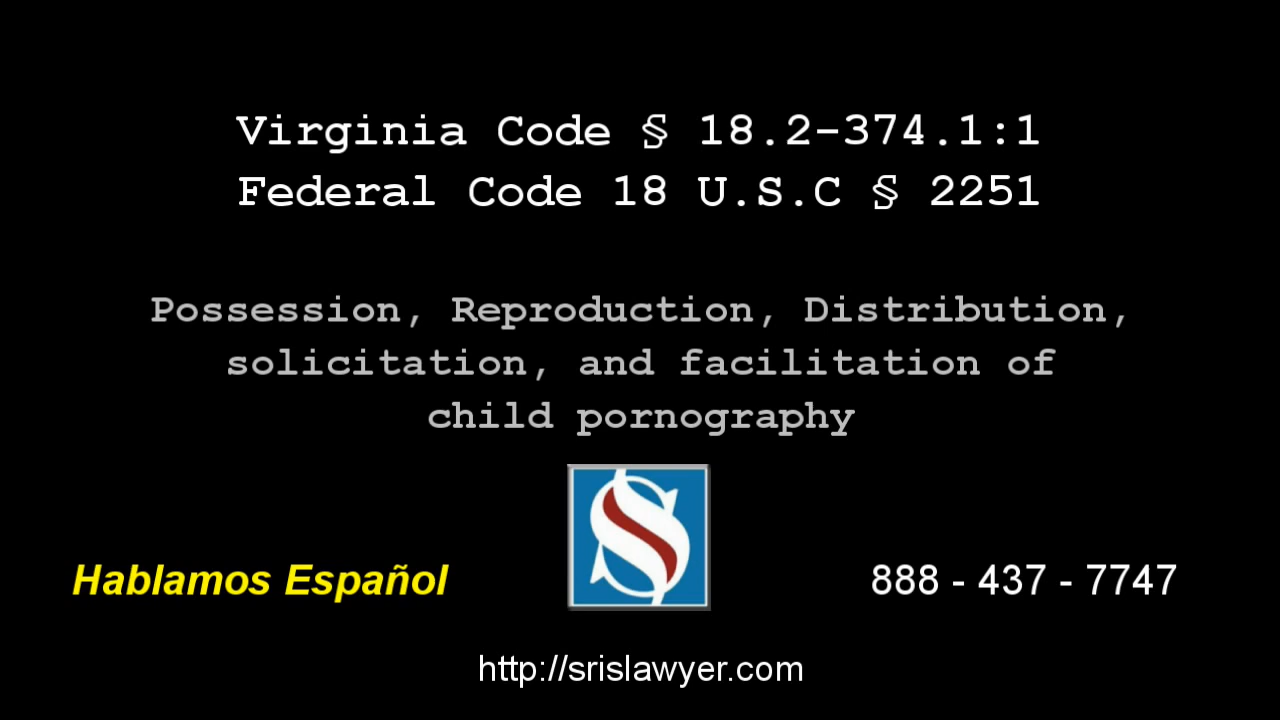 Virginia Code § 18.2-374.1:1
Federal Code 18 U.S.C § 2251
Possession, Reproduction, Distribution,
solicitation, and facilitation of
child pornography
Hablamos Español
888 - 437 - 7747
http://srislawyer.com